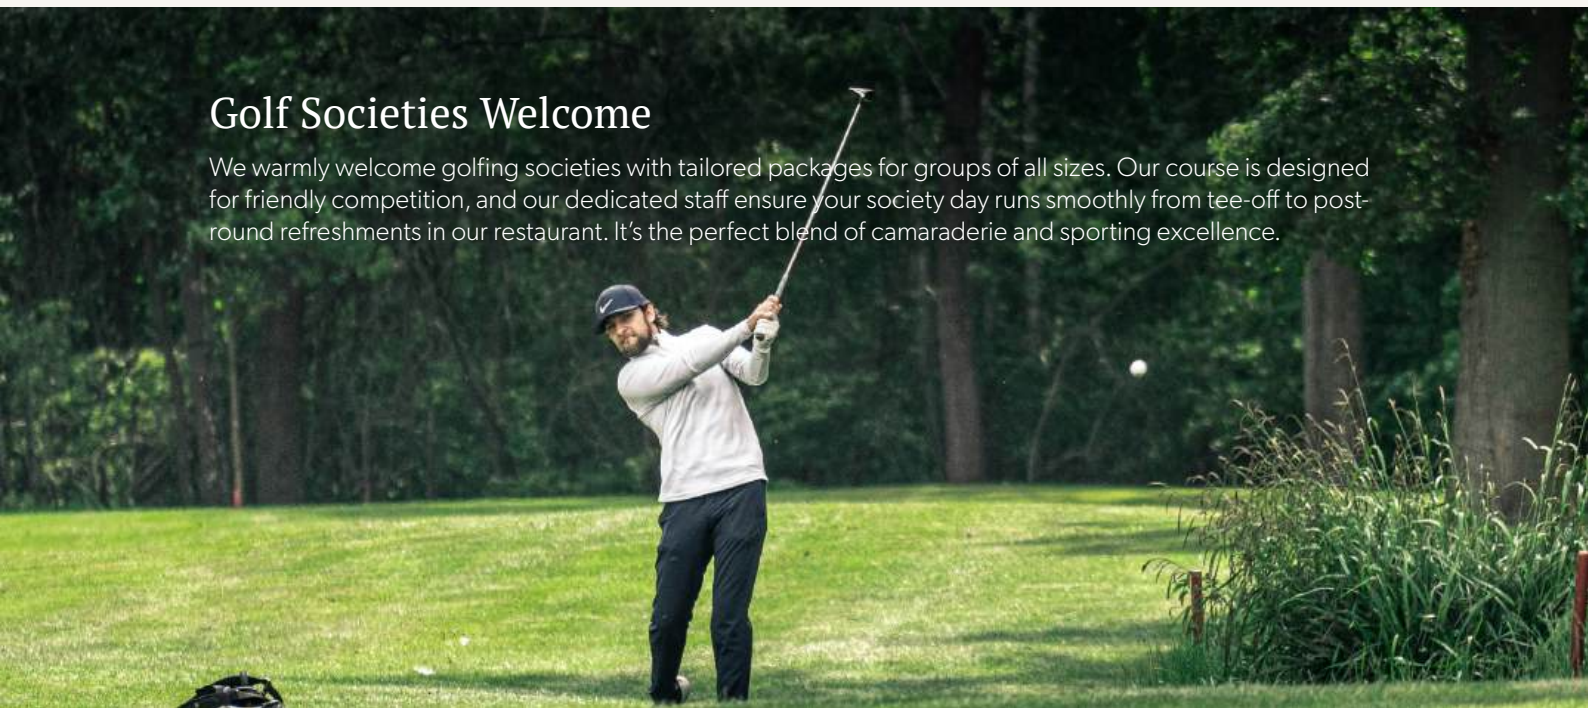 Golf Societies Welcome
We warmly welcome golfing societies with tailored packages for groups of all sizes. Our course is designed
for friendly competition, and our dedicated staff ensure your society day runs smoothly from tee-off to post-
round refreshments in our restaurant. It’s the perfect blend of camaraderie and sporting excellence.